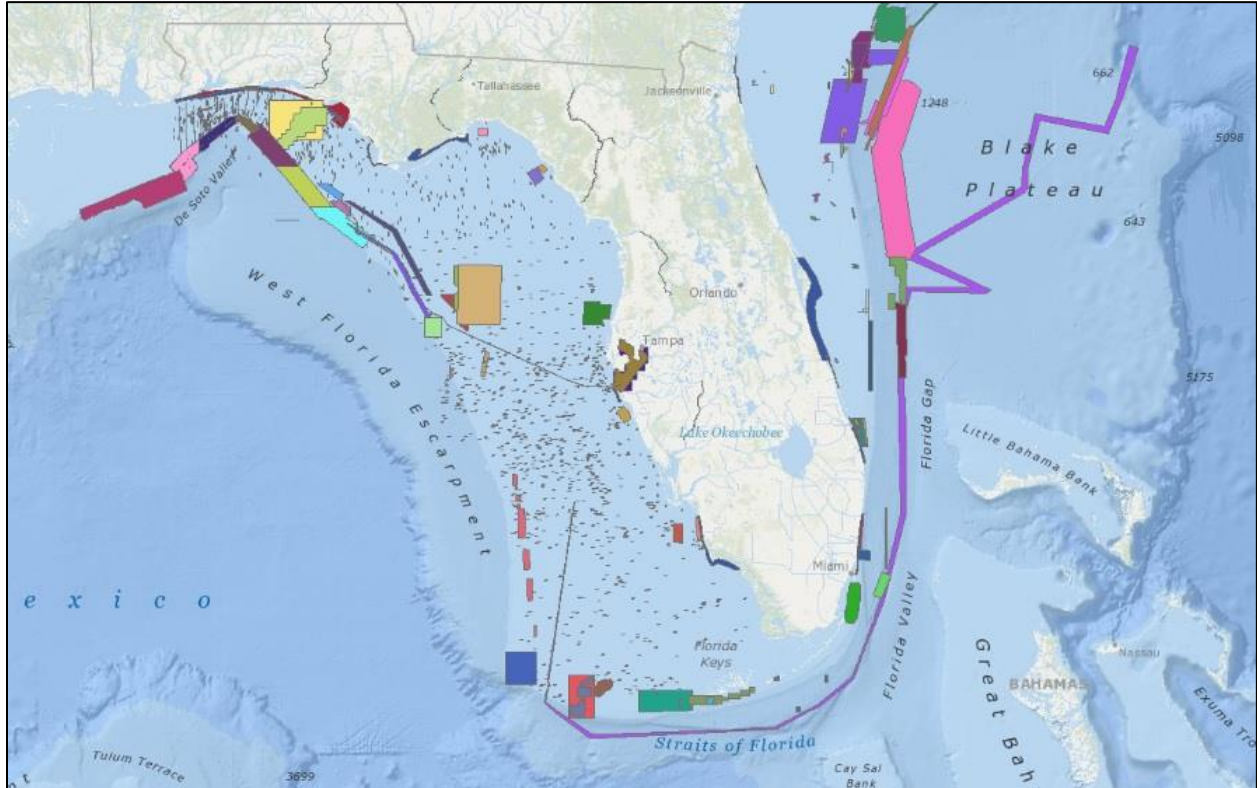 Tallahassee
Jacksonville
662
1248
5098
Blake
Plateau
De Soto Valley
643
West Florida Escarpment
Orlando
Tampa
5175
Florida Gap
Lake Okeechobee
Little Bahama Bank
Miami
e x i c o
Florida Valley
Florida
Keys
Great Bah
Nassau
BAHAMAS
Exuma Tro
Straits of Florida
Tulum Terrace
3699
Cay Sal
Bank
nt